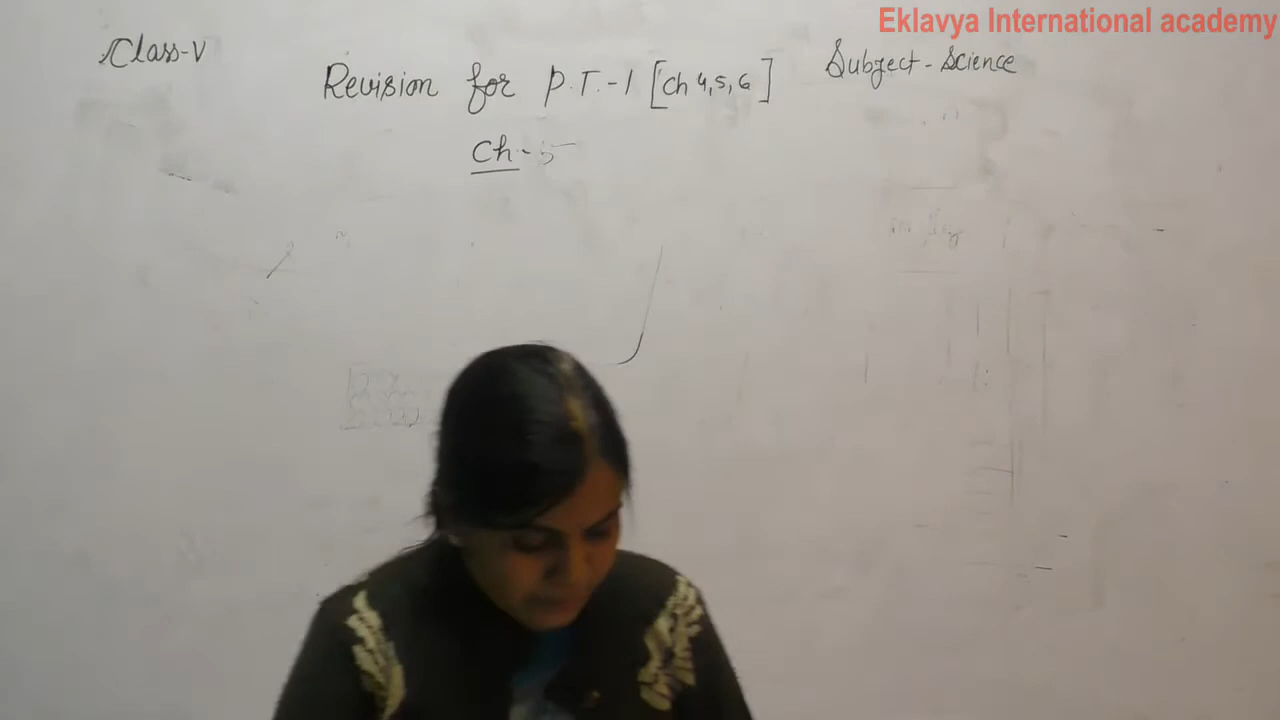 Eklavya International academy
Class-V
Subject-Science
Revision for P.T.-1 [Ch 4,5,6]
Ch-5